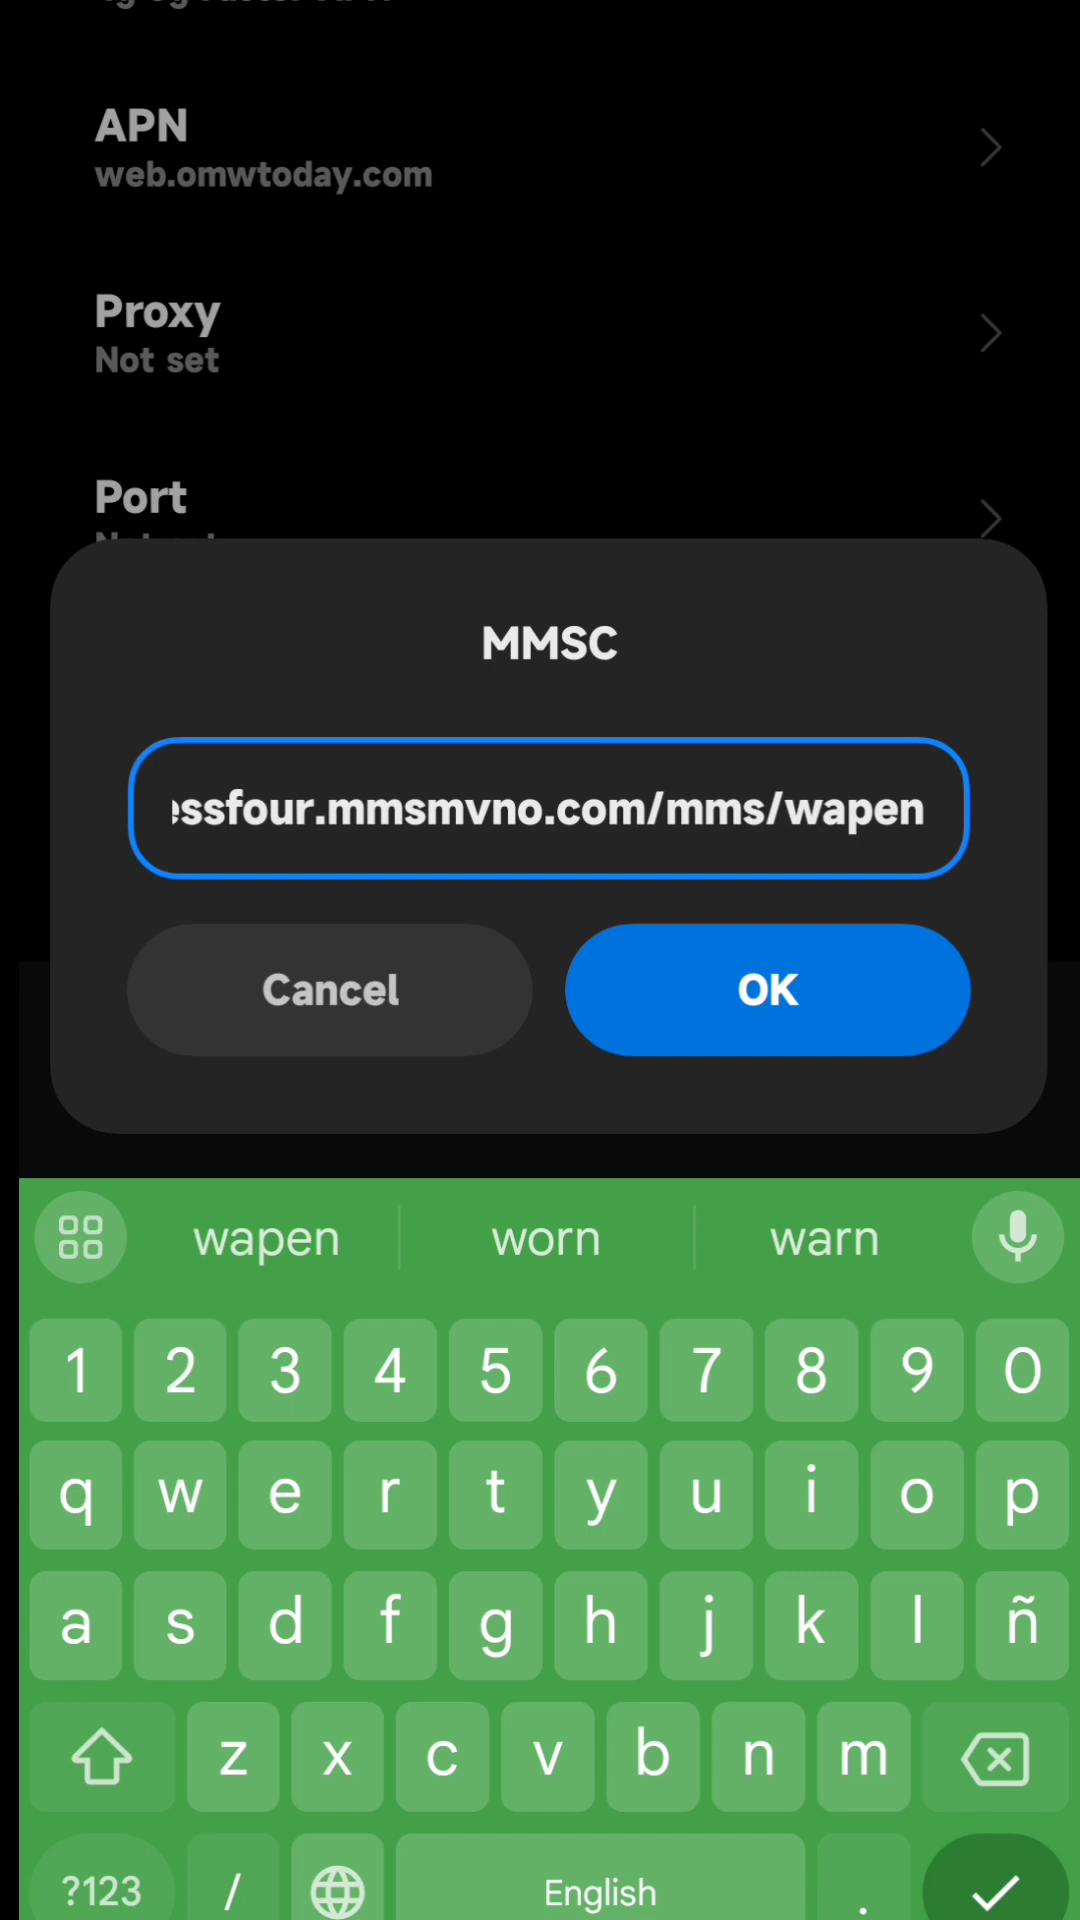 APN
web.omwtoday.com
Proxy
Not set
Port
MMSC
essfour.mmsmvno.com/mms/wapen
Cancel
OK
wapen worn warn
1 2 3 4 5 6 7 8 9 0
q w e r t y u i o p
a s d f g h j k l ñ
z x c v b n m
?123 / English .